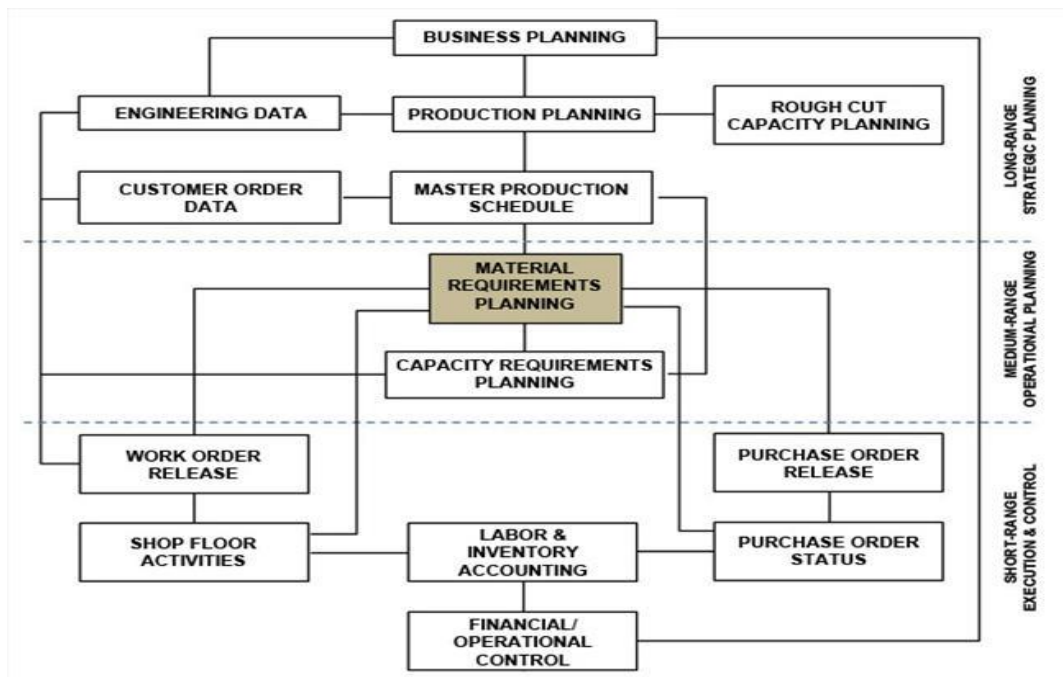 BUSINESS PLANNING
ENGINEERING DATA
PRODUCTION PLANNING
ROUGH CUT
CAPACITY PLANNING
CUSTOMER ORDER
DATA
MASTER PRODUCTION
SCHEDULE
LONG-RANGE
STRATEGIC PLANNING
MATERIAL
REQUIREMENTS
PLANNING
CAPACITY REQUIREMENTS
PLANNING
MEDIUM-RANGE
OPERATIONAL PLANNING
WORK ORDER
RELEASE
PURCHASE ORDER
RELEASE
SHOP FLOOR
ACTIVITIES
LABOR &
INVENTORY
ACCOUNTING
PURCHASE ORDER
STATUS
FINANCIAL/
OPERATIONAL
CONTROL
SHORT-RANGE
EXECUTION & CONTROL